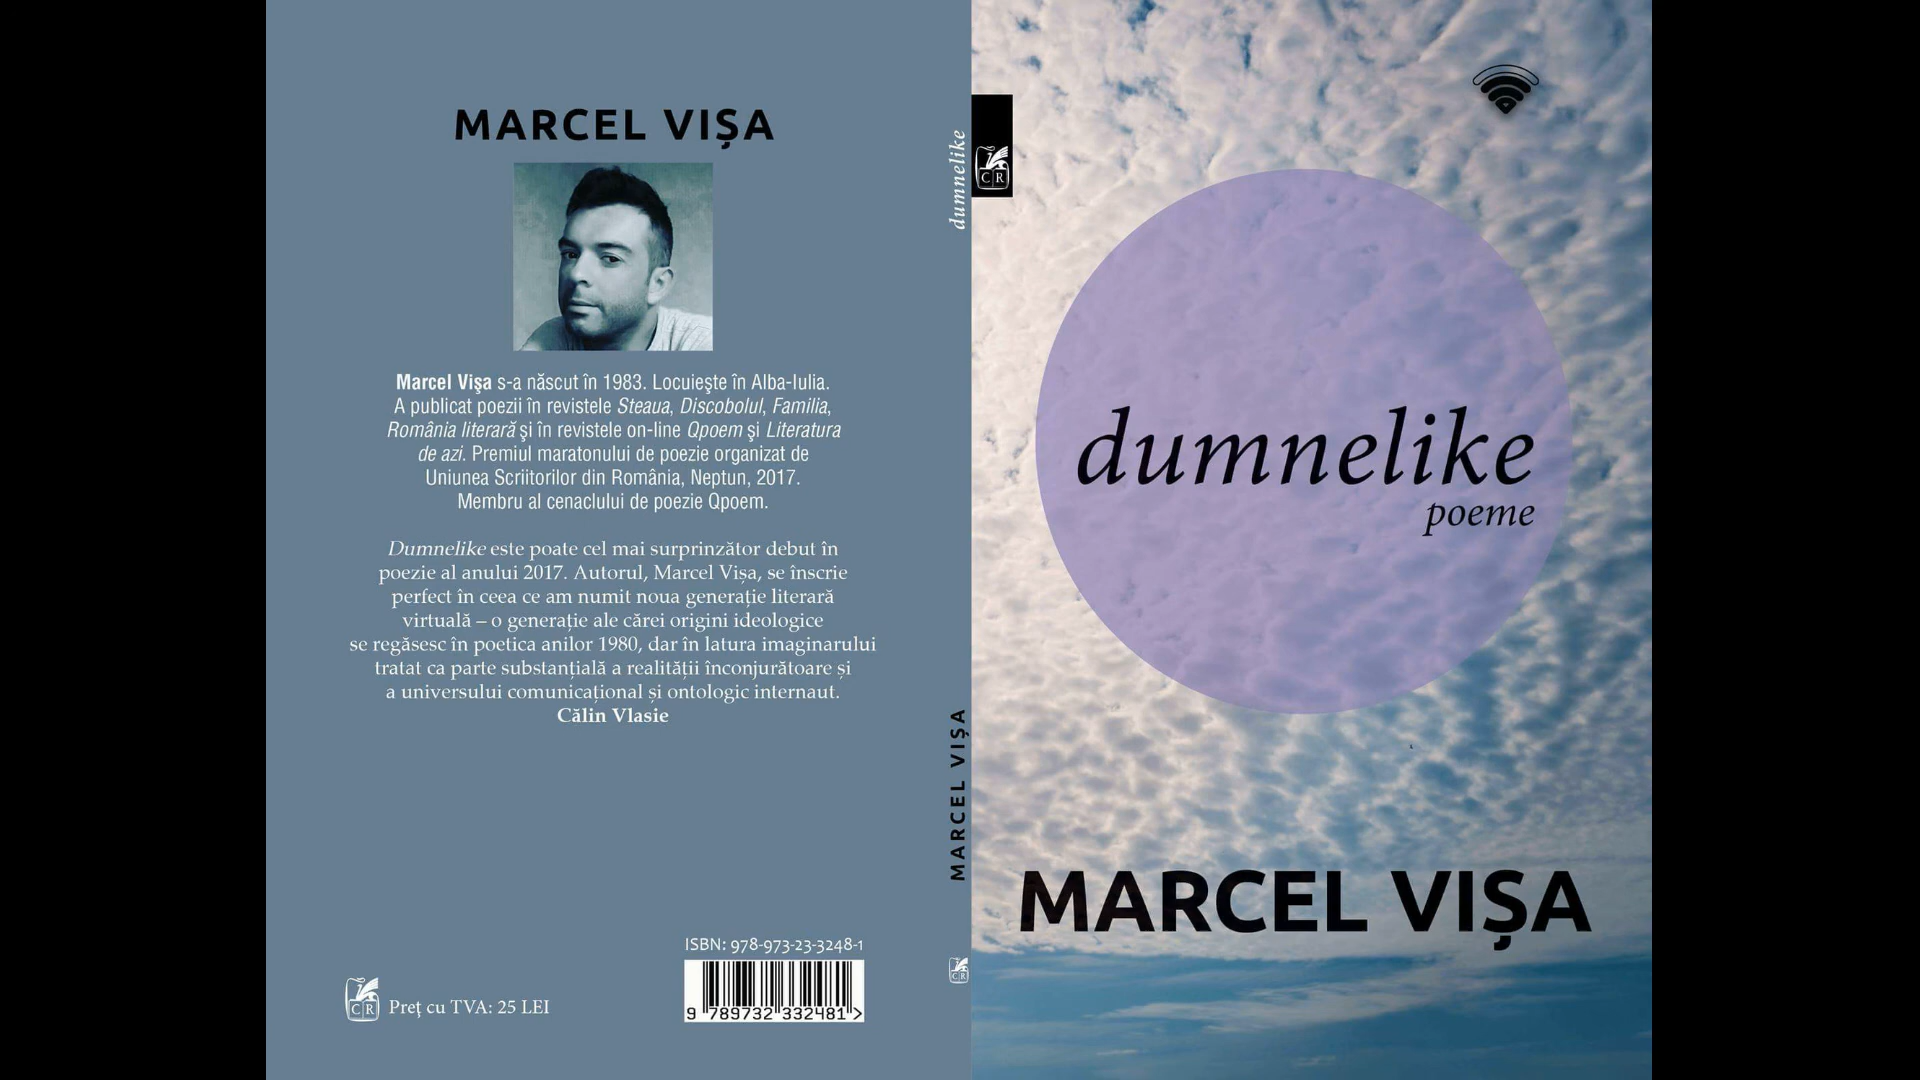 MARCEL VIȘA
Marcel Vişa s-a născut în 1983. Locuieşte în Alba-Iulia.
A publicat poezii în revistele Steaua, Discobolul, Familia,
România literară şi în revistele on-line Qpoem şi Literatura
de azi. Premiul maratonului de poezie organizat de
Uniunea Scriitorilor din România, Neptun, 2017.
Membru al cenaclului de poezie Qpoem.
Dumnelike este poate cel mai surprinzător debut în
poezie al anului 2017. Autorul, Marcel Vișa, se înscrie
perfect în ceea ce am numit noua generație literară
virtuală – o generație ale cărei origini ideologice
se regăsesc în poetica anilor 1980, dar în latura imaginarului
tratat ca parte substanțială a realității înconjurătoare și
a universului comunicațional și ontologic internaut.
Călin Vlasie
ISBN: 978-973-23-3248-1
9 789732 332481 >
CR
Preţ cu TVA: 25 LEI
dumnelike
MARCEL VIȘA
CR
CR
dumnelike
poeme
MARCEL VIȘA